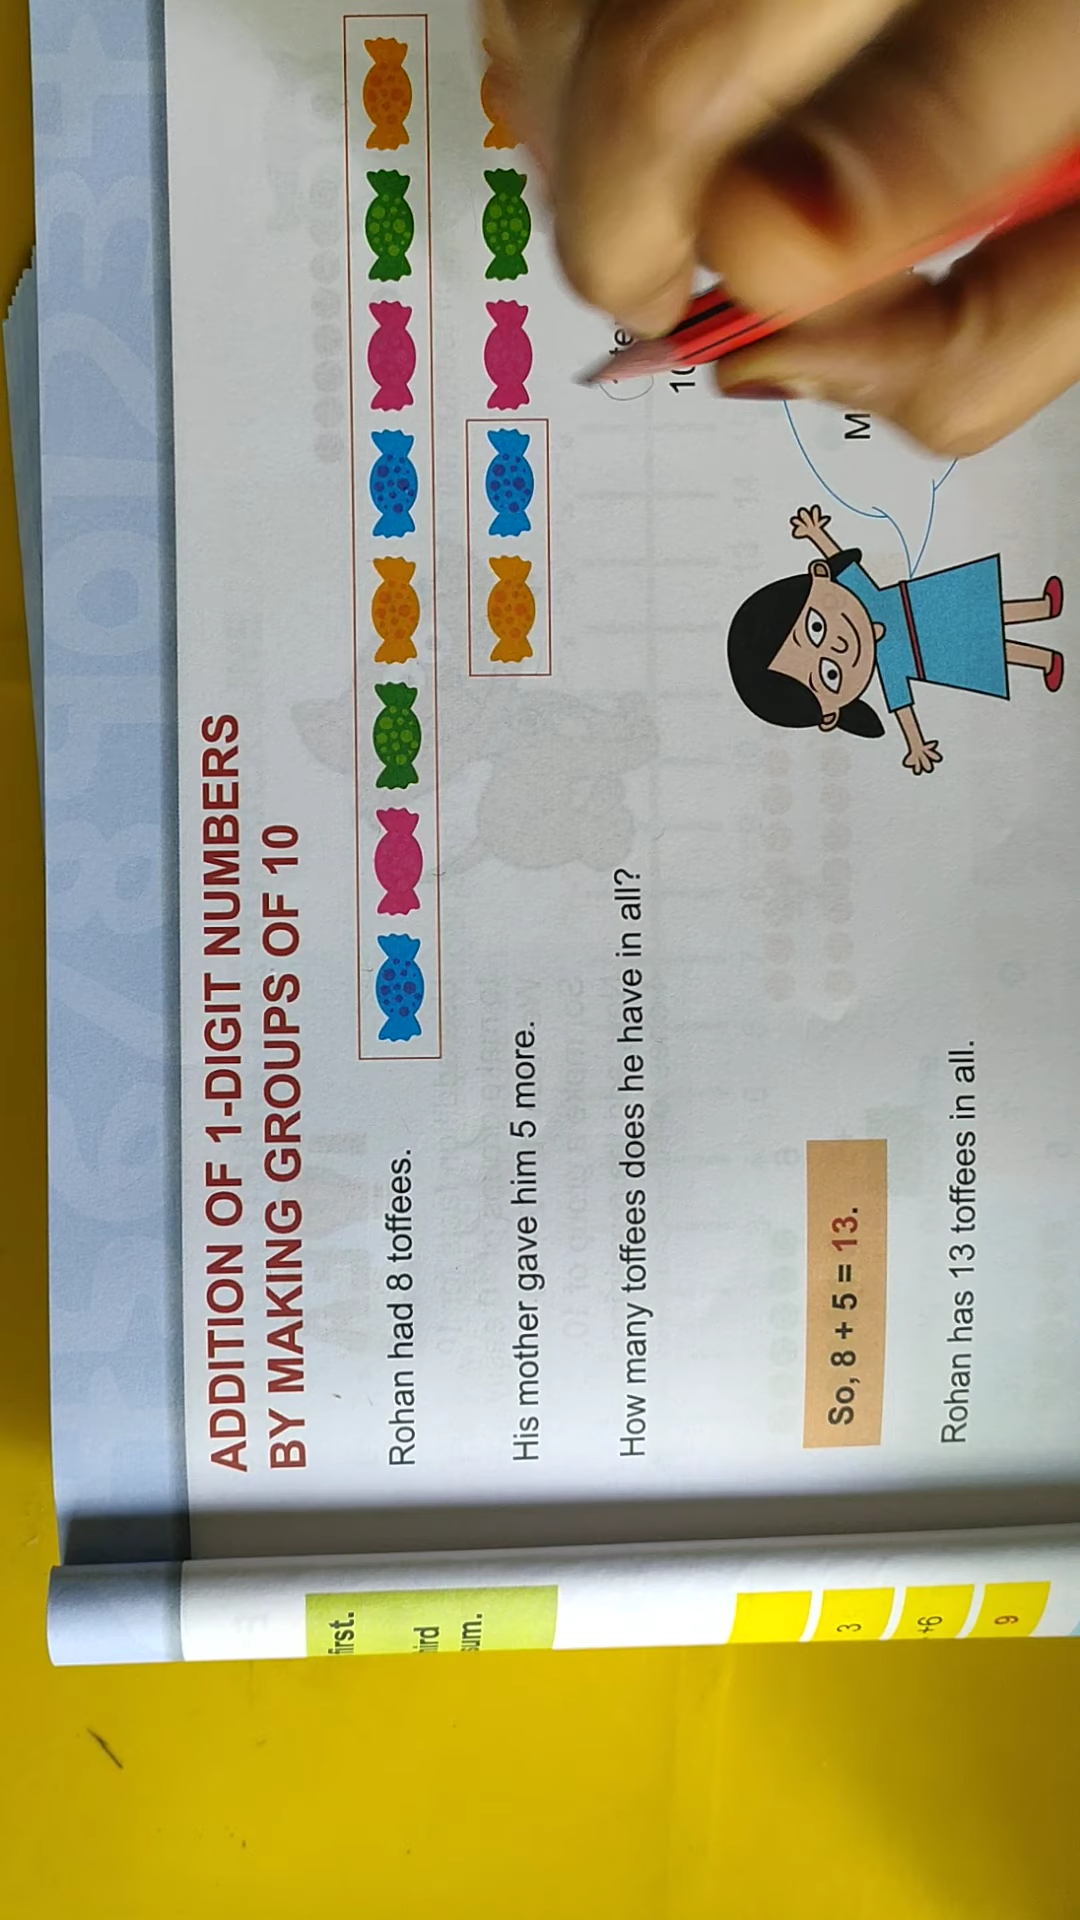 ADDITION OF 1-DIGIT NUMBERS
BY MAKING GROUPS OF 10
Rohan had 8 toffees.
His mother gave him 5 more.
How many toffees does he have in all?
So, 8 + 5 = 13.
Rohan has 13 toffees in all.
3
+6
9